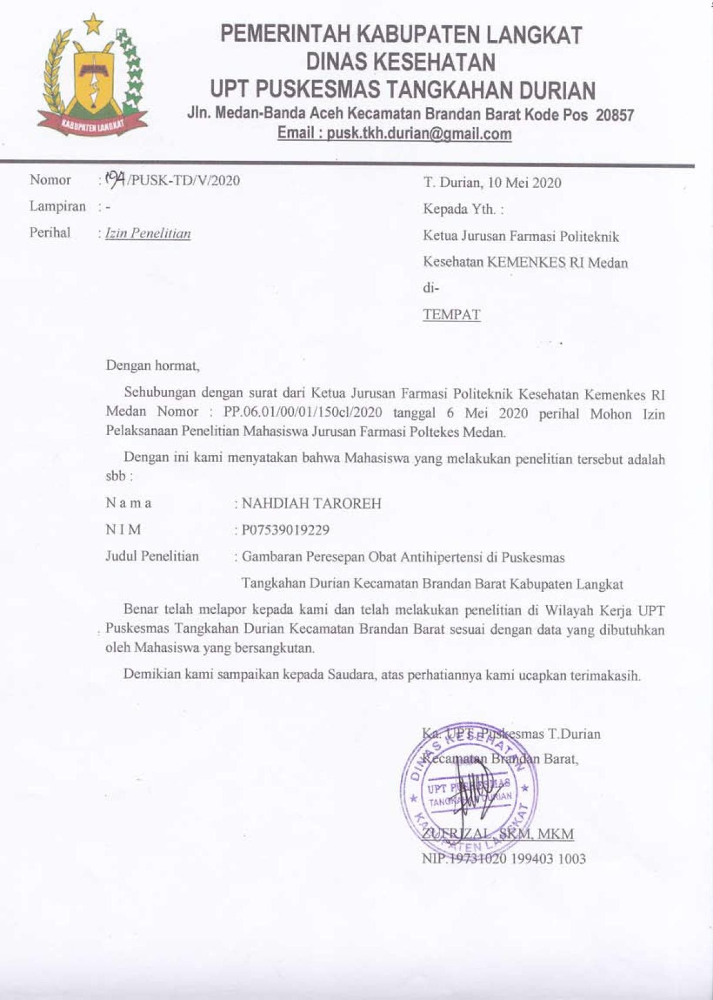 KABUPATEN LANGKAT
PEMERINTAH KABUPATEN LANGKAT
DINAS KESEHATAN
UPT PUSKESMAS TANGKAHAN DURIAN
Jln. Medan-Banda Aceh Kecamatan Brandan Barat Kode Pos 20857
Email : pusk.tkh.durian@gmail.com
Nomor : 194/PUSK-TD/V/2020
Lampiran : -
Perihal : Izin Penelitian
T. Durian, 10 Mei 2020
Kepada Yth. :
Ketua Jurusan Farmasi Politeknik
Kesehatan KEMENKES RI Medan
di-
TEMPAT
Dengan hormat,
Sehubungan dengan surat dari Ketua Jurusan Farmasi Politeknik Kesehatan Kemenkes RI
Medan Nomor : PP.06.01/00/01/150cl/2020 tanggal 6 Mei 2020 perihal Mohon Izin
Pelaksanaan Penelitian Mahasiswa Jurusan Farmasi Poltekes Medan.
Dengan ini kami menyatakan bahwa Mahasiswa yang melakukan penelitian tersebut adalah
sbb :
N a m a : NAHDIAH TAROREH
N I M : P07539019229
Judul Penelitian : Gambaran Peresepan Obat Antihipertensi di Puskesmas
Tangkahan Durian Kecamatan Brandan Barat Kabupaten Langkat
Benar telah melapor kepada kami dan telah melakukan penelitian di Wilayah Kerja UPT
Puskesmas Tangkahan Durian Kecamatan Brandan Barat sesuai dengan data yang dibutuhkan
oleh Mahasiswa yang bersangkutan.
Demikian kami sampaikan kepada Saudara, atas perhatiannya kami ucapkan terimakasih.
Ka. UPT. Puskesmas T.Durian
Kecamatan Brandan Barat,
DINAS KESEHATAN
UPT PUSKESMAS
TANGKAHAN DURIAN
KABUPATEN LANGKAT
ZUFRIZAL, SKM, MKM
NIP.19731020 199403 1003